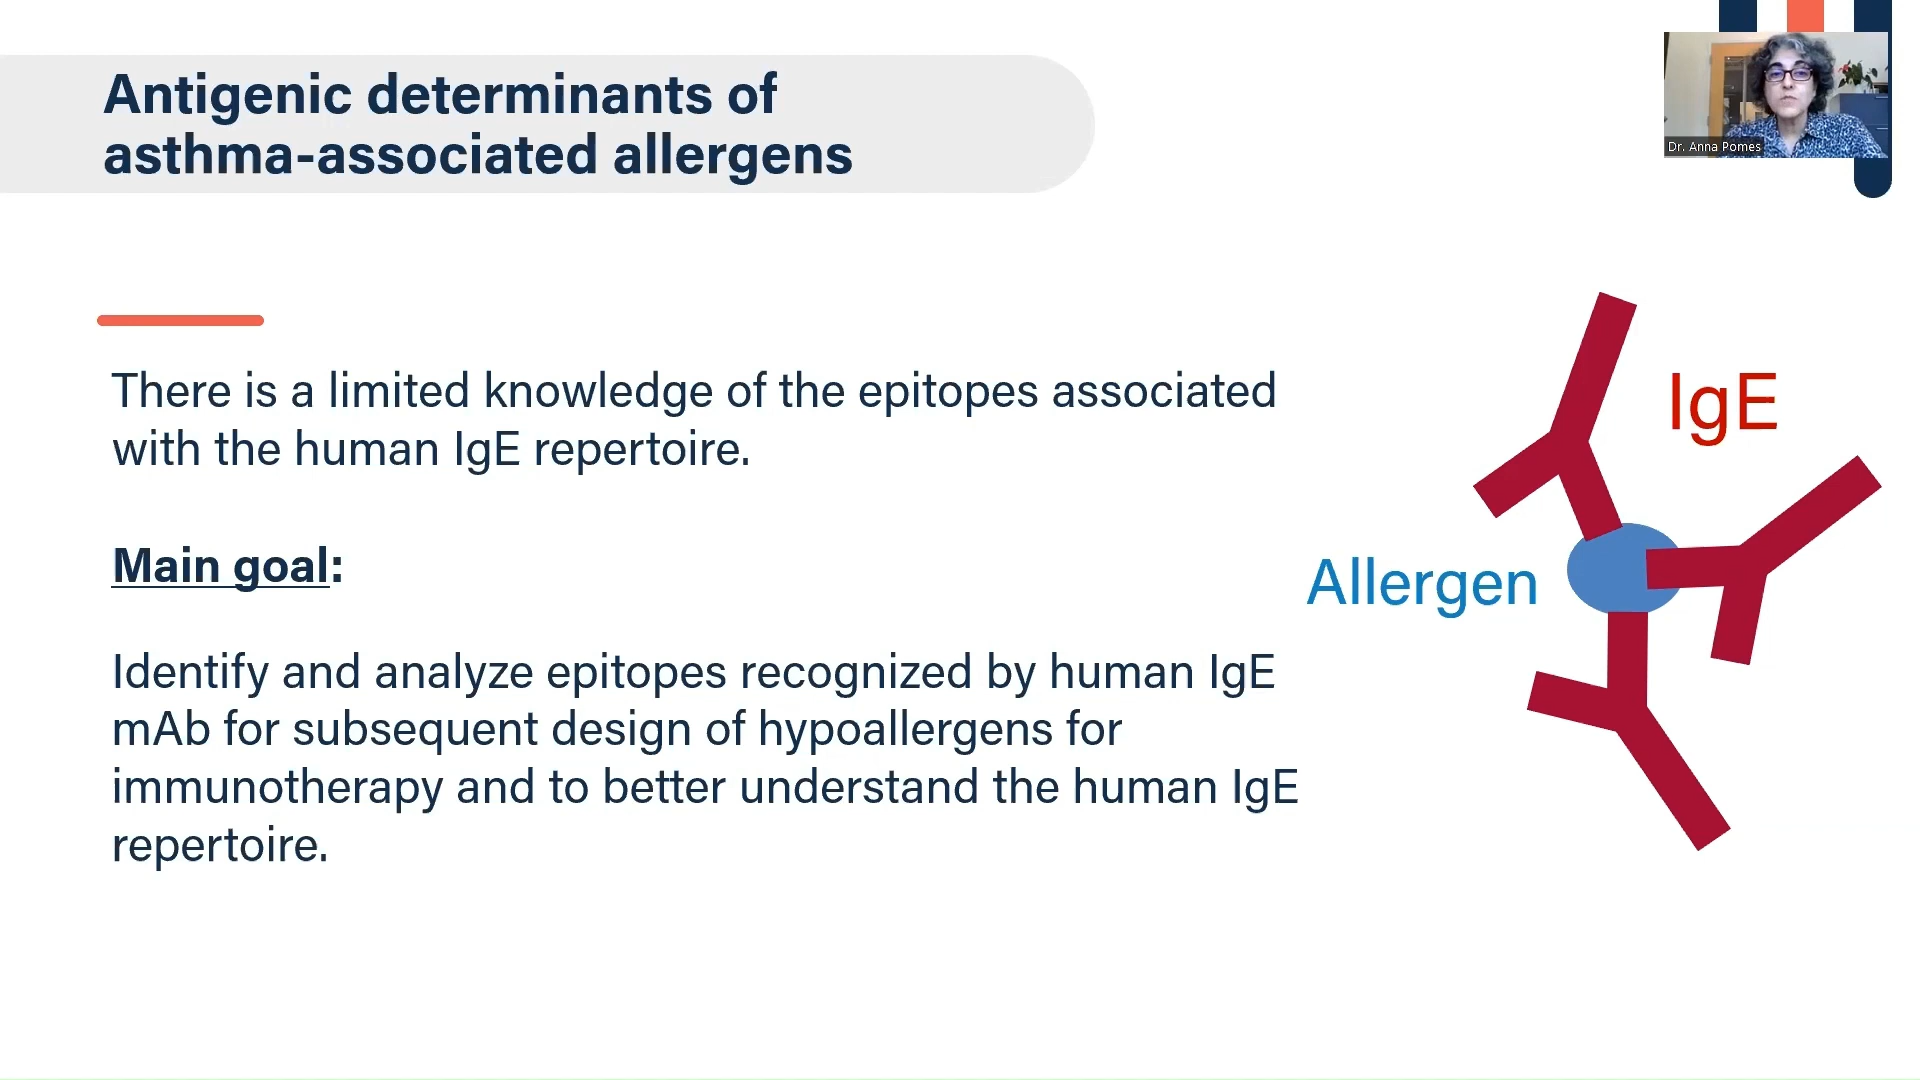 Antigenic determinants of
asthma-associated allergens
Dr. Anna Pomes
There is a limited knowledge of the epitopes associated
with the human IgE repertoire.
Main goal:
Identify and analyze epitopes recognized by human IgE
mAb for subsequent design of hypoallergens for
immunotherapy and to better understand the human IgE
repertoire.
IgE
Allergen